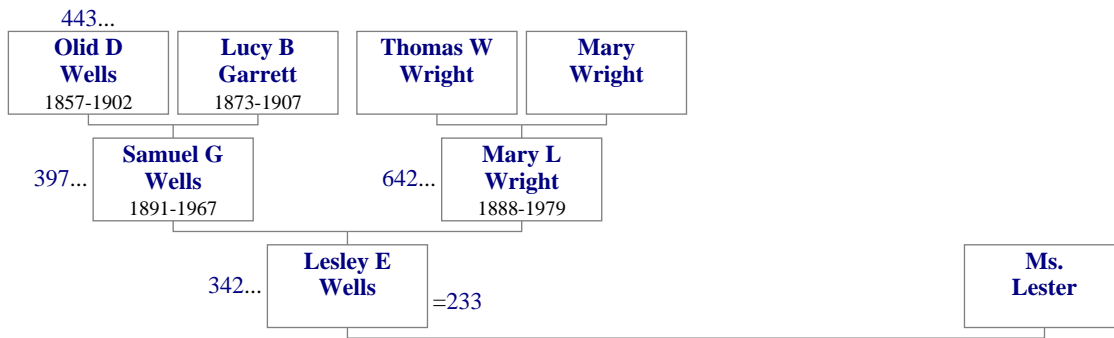 443...
Olid D
Wells
1857-1902
Lucy B
Garrett
1873-1907
Thomas W
Wright
Mary
Wright
397...
Samuel G
Wells
1891-1967
642...
Mary L
Wright
1888-1979
342...
Lesley E
Wells
=233
Ms.
Lester